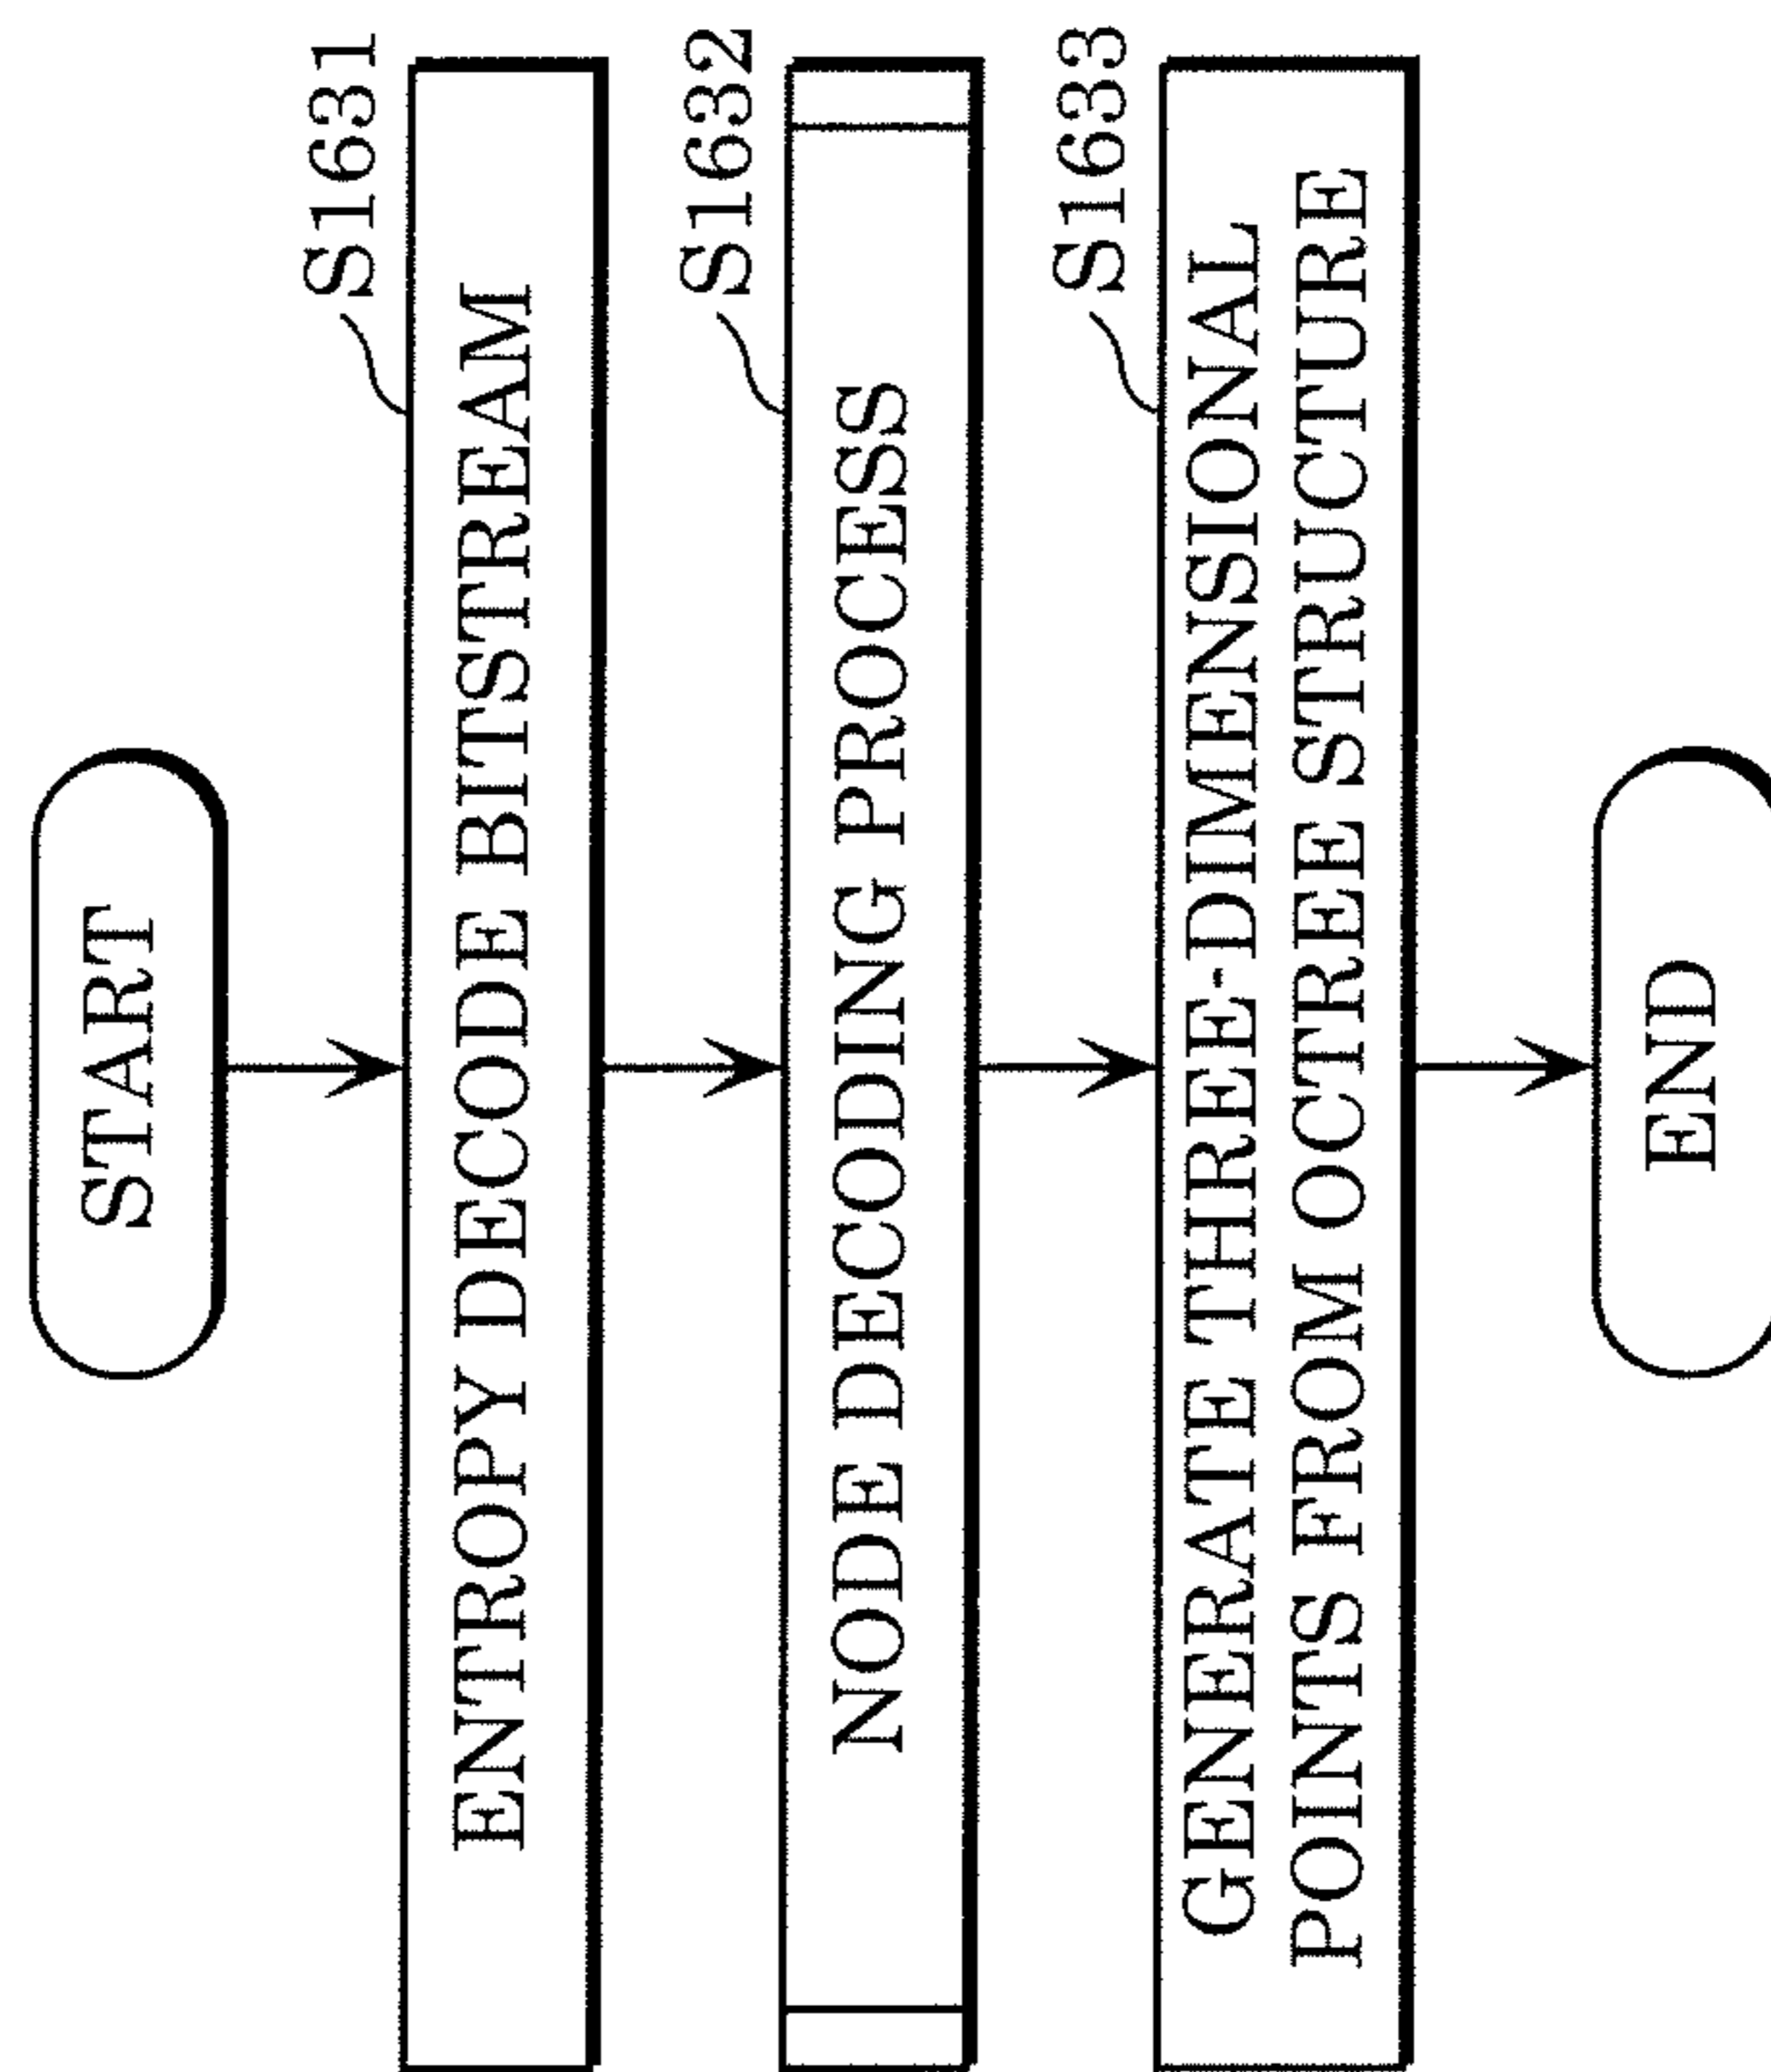 START
S1631
ENTROPY DECODE BITSTREAM
S1632
NODE DECODING PROCESS
S1633
GENERATE THREE-DIMENSIONAL
POINTS FROM OCTREE STRUCTURE
END